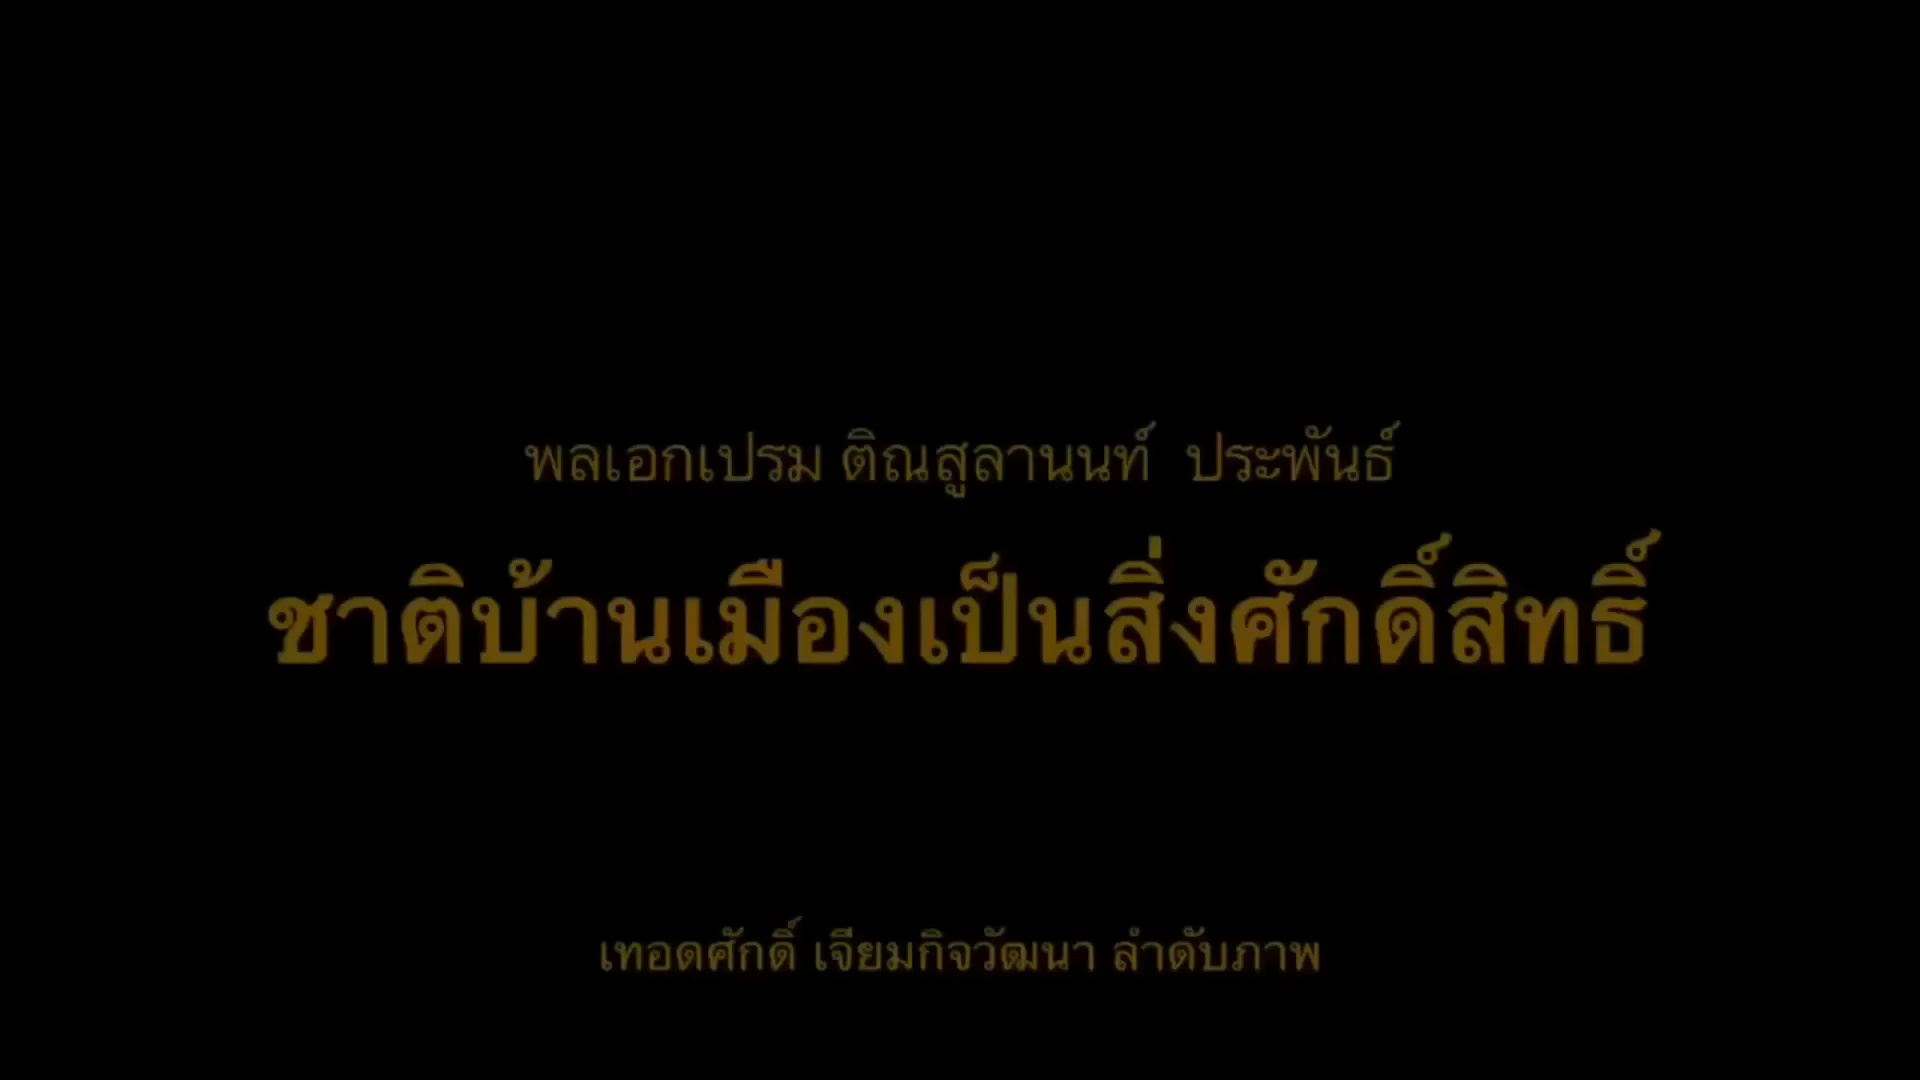 พลเอกเปรม ติณสูลานนท์ ประพันธ์
ชาติบ้านเมืองเป็นสิ่งศักดิ์สิทธิ์
เทอดศักดิ์ เจียมกิจวัฒนา ลำดับภาพ